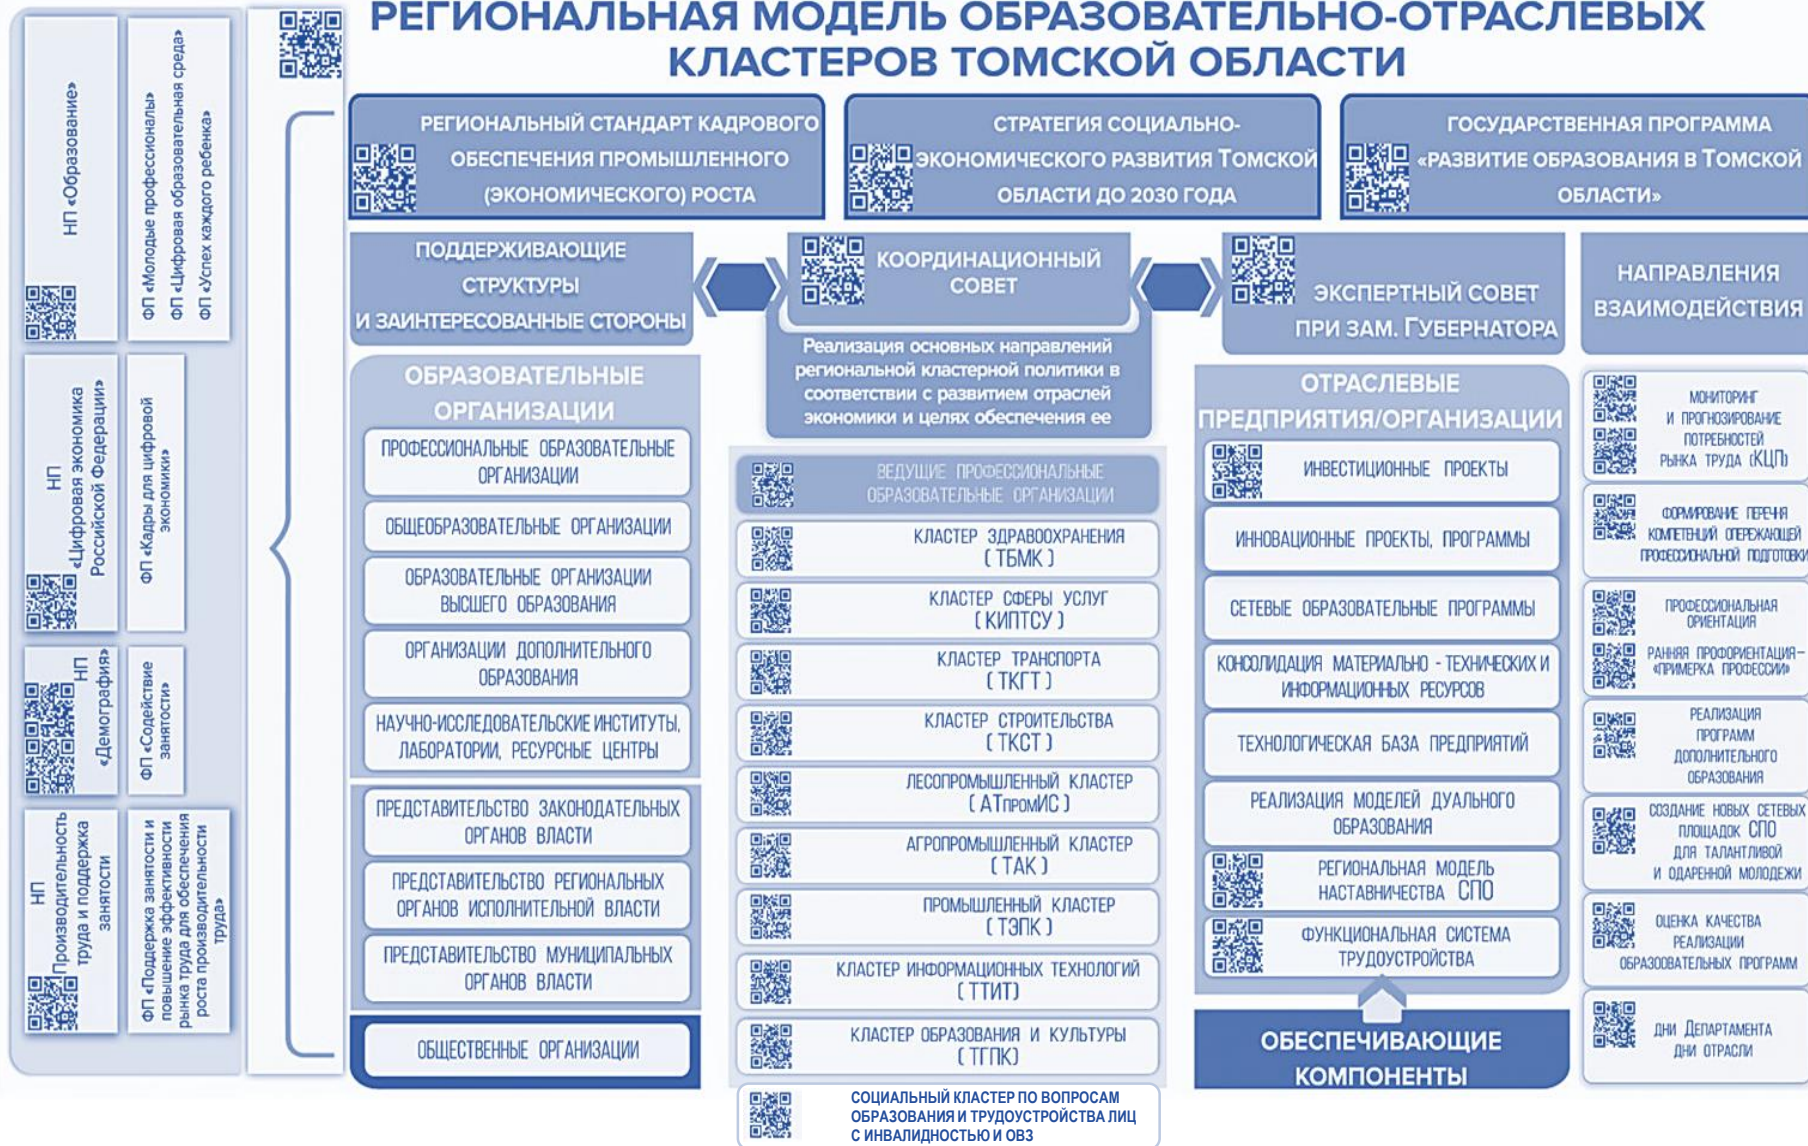 РЕГИОНАЛЬНАЯ МОДЕЛЬ ОБРАЗОВАТЕЛЬНО-ОТРАСЛЕВЫХ
КЛАСТЕРОВ ТОМСКОЙ ОБЛАСТИ
НП «Образование»
ФП «Молодые профессионалы»
ФП «Цифровая образовательная среда»
ФП «Успех каждого ребенка»
НП
«Цифровая экономика
Российской Федерации»
ФП «Кадры для цифровой
экономики»
НП
«Демография»
ФП «Содействие
занятости»
НП
Производительность
труда и поддержка
занятости
ФП «Поддержка занятости и
повышение эффективности
рынка труда для обеспечения
роста производительности
труда»
РЕГИОНАЛЬНЫЙ СТАНДАРТ КАДРОВОГО
ОБЕСПЕЧЕНИЯ ПРОМЫШЛЕННОГО
(ЭКОНОМИЧЕСКОГО) РОСТА
СТРАТЕГИЯ СОЦИАЛЬНО-
ЭКОНОМИЧЕСКОГО РАЗВИТИЯ ТОМСКОЙ
ОБЛАСТИ ДО 2030 ГОДА
ГОСУДАРСТВЕННАЯ ПРОГРАММА
«РАЗВИТИЕ ОБРАЗОВАНИЯ В ТОМСКОЙ
ОБЛАСТИ»
ПОДДЕРЖИВАЮЩИЕ
СТРУКТУРЫ
И ЗАИНТЕРЕСОВАННЫЕ СТОРОНЫ
ОБРАЗОВАТЕЛЬНЫЕ
ОРГАНИЗАЦИИ
ПРОФЕССИОНАЛЬНЫЕ ОБРАЗОВАТЕЛЬНЫЕ
ОРГАНИЗАЦИИ
ОБЩЕОБРАЗОВАТЕЛЬНЫЕ ОРГАНИЗАЦИИ
ОБРАЗОВАТЕЛЬНЫЕ ОРГАНИЗАЦИИ
ВЫСШЕГО ОБРАЗОВАНИЯ
ОРГАНИЗАЦИИ ДОПОЛНИТЕЛЬНОГО
ОБРАЗОВАНИЯ
НАУЧНО-ИССЛЕДОВАТЕЛЬСКИЕ ИНСТИТУТЫ,
ЛАБОРАТОРИИ, РЕСУРСНЫЕ ЦЕНТРЫ
ПРЕДСТАВИТЕЛЬСТВО ЗАКОНОДАТЕЛЬНЫХ
ОРГАНОВ ВЛАСТИ
ПРЕДСТАВИТЕЛЬСТВО РЕГИОНАЛЬНЫХ
ОРГАНОВ ИСПОЛНИТЕЛЬНОЙ ВЛАСТИ
ПРЕДСТАВИТЕЛЬСТВО МУНИЦИПАЛЬНЫХ
ОРГАНОВ ВЛАСТИ
ОБЩЕСТВЕННЫЕ ОРГАНИЗАЦИИ
КООРДИНАЦИОННЫЙ
СОВЕТ
Реализация основных направлений
региональной кластерной политики в
соответствии с развитием отраслей
экономики и целях обеспечения ее
ВЕДУЩИЕ ПРОФЕССИОНАЛЬНЫЕ
ОБРАЗОВАТЕЛЬНЫЕ ОРГАНИЗАЦИИ
КЛАСТЕР ЗДРАВООХРАНЕНИЯ
(ТБМК)
КЛАСТЕР СФЕРЫ УСЛУГ
(КИПТСУ)
КЛАСТЕР ТРАНСПОРТА
(ТКГТ)
КЛАСТЕР СТРОИТЕЛЬСТВА
(ТКСТ)
ЛЕСОПРОМЫШЛЕННЫЙ КЛАСТЕР
(АТпромИС)
АГРОПРОМЫШЛЕННЫЙ КЛАСТЕР
(ТАК)
ПРОМЫШЛЕННЫЙ КЛАСТЕР
(ТЭПК)
КЛАСТЕР ИНФОРМАЦИОННЫХ ТЕХНОЛОГИЙ
(ТТИТ)
КЛАСТЕР ОБРАЗОВАНИЯ И КУЛЬТУРЫ
(ТГПК)
СОЦИАЛЬНЫЙ КЛАСТЕР ПО ВОПРОСАМ
ОБРАЗОВАНИЯ И ТРУДОУСТРОЙСТВА ЛИЦ
С ИНВАЛИДНОСТЬЮ И ОВЗ
ЭКСПЕРТНЫЙ СОВЕТ
ПРИ ЗАМ. ГУБЕРНАТОРА
ОТРАСЛЕВЫЕ
ПРЕДПРИЯТИЯ/ОРГАНИЗАЦИИ
ИНВЕСТИЦИОННЫЕ ПРОЕКТЫ
ИННОВАЦИОННЫЕ ПРОЕКТЫ, ПРОГРАММЫ
СЕТЕВЫЕ ОБРАЗОВАТЕЛЬНЫЕ ПРОГРАММЫ
КОНСОЛИДАЦИЯ МАТЕРИАЛЬНО - ТЕХНИЧЕСКИХ И
ИНФОРМАЦИОННЫХ РЕСУРСОВ
ТЕХНОЛОГИЧЕСКАЯ БАЗА ПРЕДПРИЯТИЙ
РЕАЛИЗАЦИЯ МОДЕЛЕЙ ДУАЛЬНОГО
ОБРАЗОВАНИЯ
РЕГИОНАЛЬНАЯ МОДЕЛЬ
НАСТАВНИЧЕСТВА СПО
ФУНКЦИОНАЛЬНАЯ СИСТЕМА
ТРУДОУСТРОЙСТВА
ОБЕСПЕЧИВАЮЩИЕ
КОМПОНЕНТЫ
НАПРАВЛЕНИЯ
ВЗАИМОДЕЙСТВИЯ
МОНИТОРИНГ
И ПРОГНОЗИРОВАНИЕ
ПОТРЕБНОСТЕЙ
РЫНКА ТРУДА (КЦП)
ФОРМИРОВАНИЕ ПЕРЕЧНЯ
КОМПЕТЕНЦИЙ ОПЕРЕЖАЮЩЕЙ
ПРОФЕССИОНАЛЬНОЙ ПОДГОТОВКИ
ПРОФЕССИОНАЛЬНАЯ
ОРИЕНТАЦИЯ
РАННЯЯ ПРОФОРИЕНТАЦИЯ–
«ПРИМЕРКА ПРОФЕССИИ»
РЕАЛИЗАЦИЯ
ПРОГРАММ
ДОПОЛНИТЕЛЬНОГО
ОБРАЗОВАНИЯ
СОЗДАНИЕ НОВЫХ СЕТЕВЫХ
ПЛОЩАДОК СПО
ДЛЯ ТАЛАНТЛИВОЙ
И ОДАРЕННОЙ МОЛОДЕЖИ
ОЦЕНКА КАЧЕСТВА
РЕАЛИЗАЦИИ
ОБРАЗООВАТЕЛЬНЫХ ПРОГРАММ
ДНИ ДЕПАРТАМЕНТА
ДНИ ОТРАСЛИ